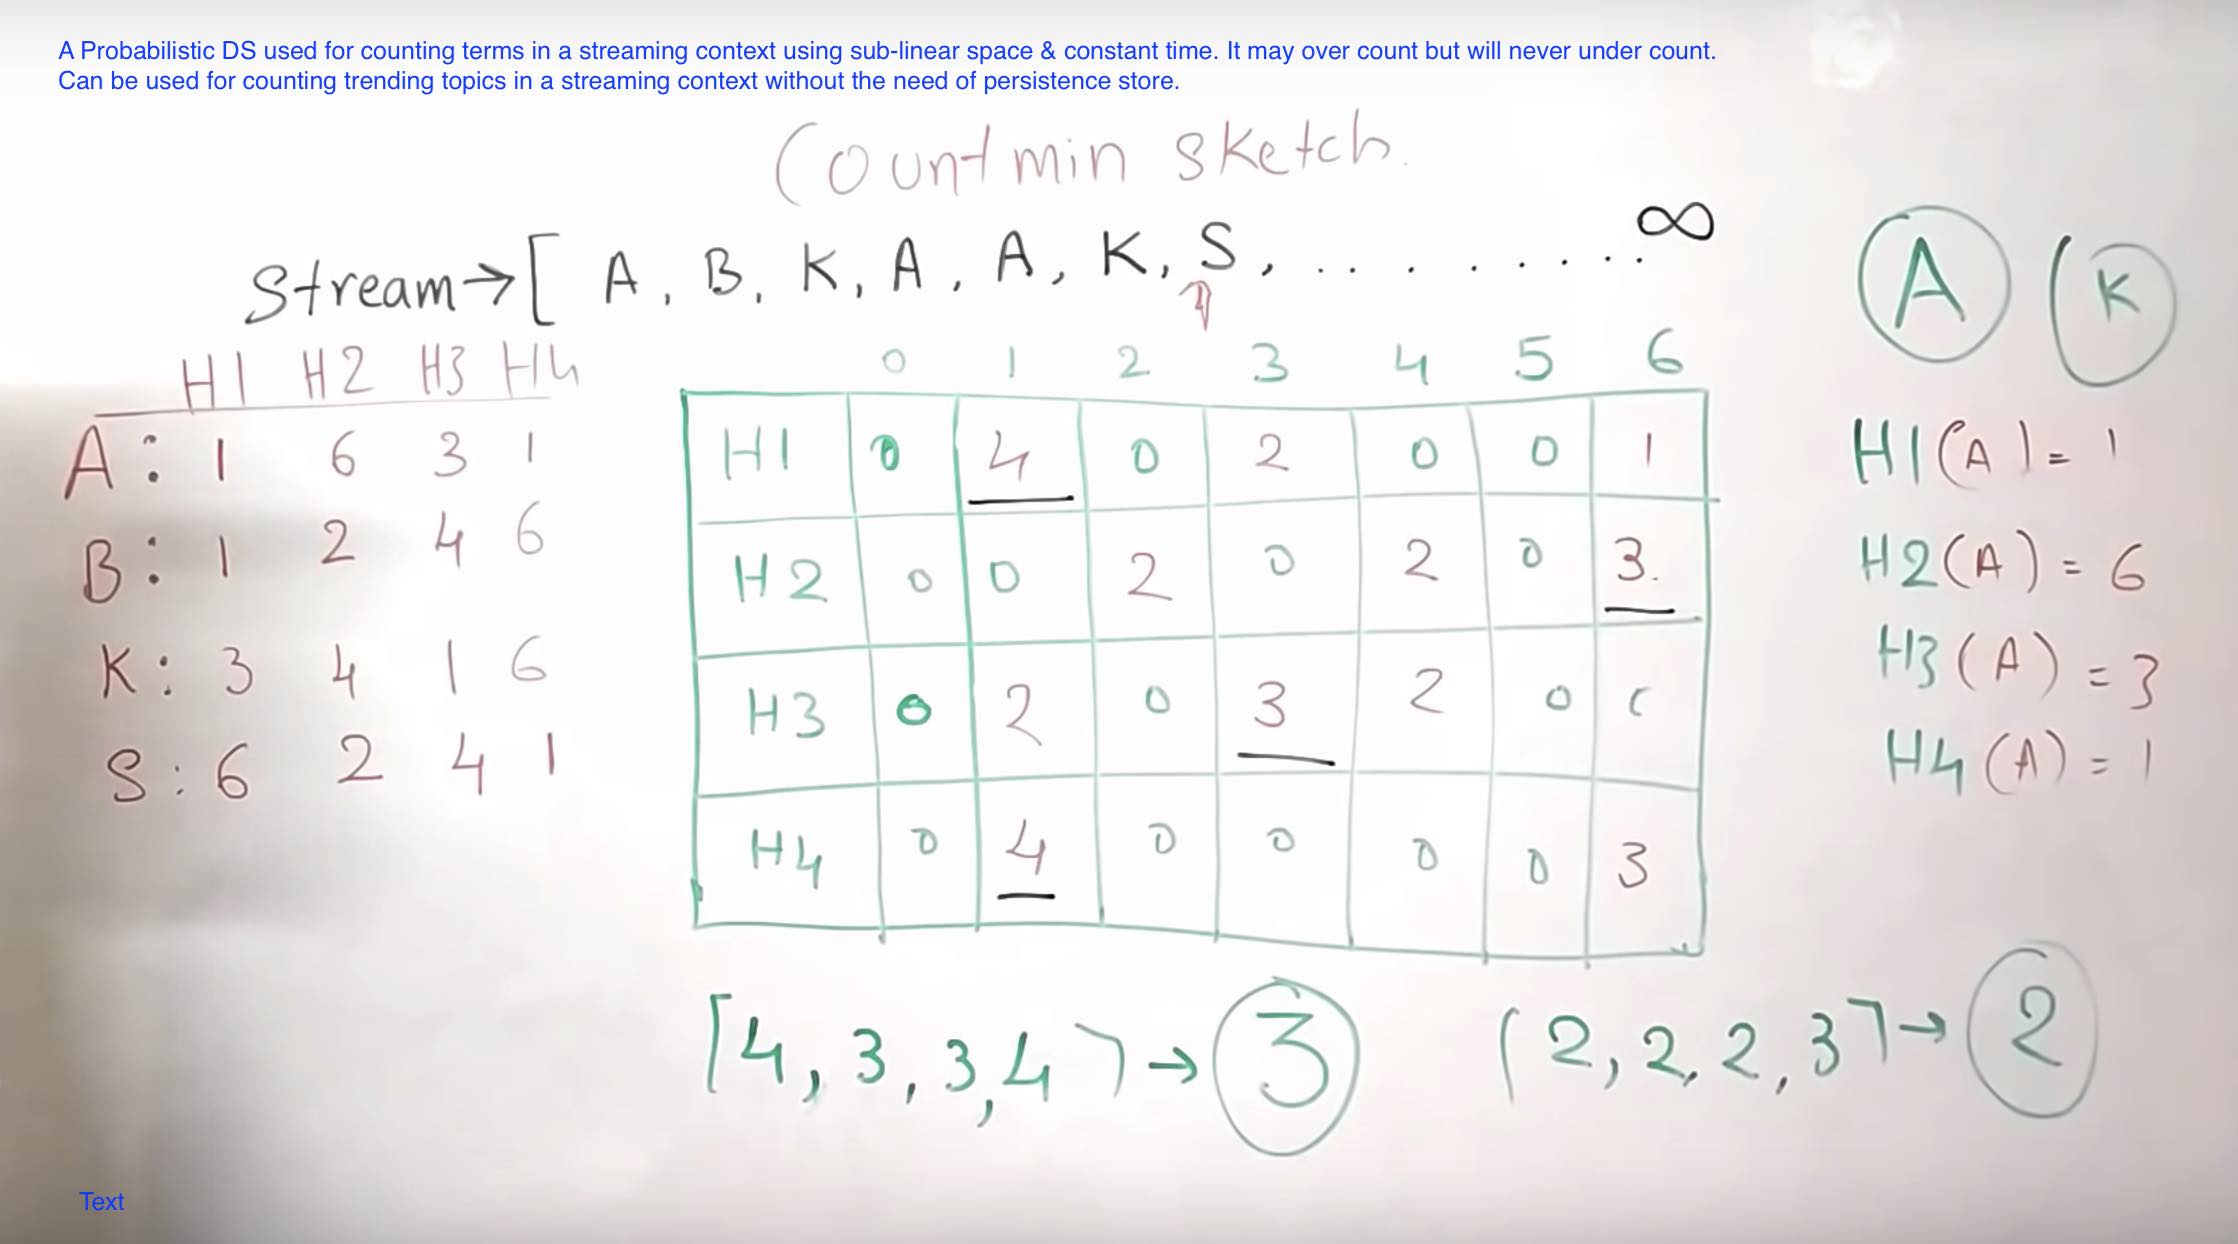 A Probabilistic DS used for counting terms in a streaming context using sub-linear space & constant time. It may over count but will never under count.
Can be used for counting trending topics in a streaming context without the need of persistence store.
Countmin sketch.
Stream→[ A, B, K, A, A, K, S, ......... ∞
A K
H1 H2 H3 H4
A: 1 6 3 1
B: 1 2 4 6
K: 3 4 1 6
S: 6 2 4 1
0 1 2 3 4 5 6
H1 0 4 0 2 0 0 1
H2 0 0 2 0 2 0 3.
H3 0 2 0 3 2 0
H4 0 4 0 0 0 0 3
H1(A) = 1
H2(A) = 6
H3(A) = 3
H4(A) = 1
[4, 3, 3, 4] → 3
(2, 2, 2, 3] → 2
Text